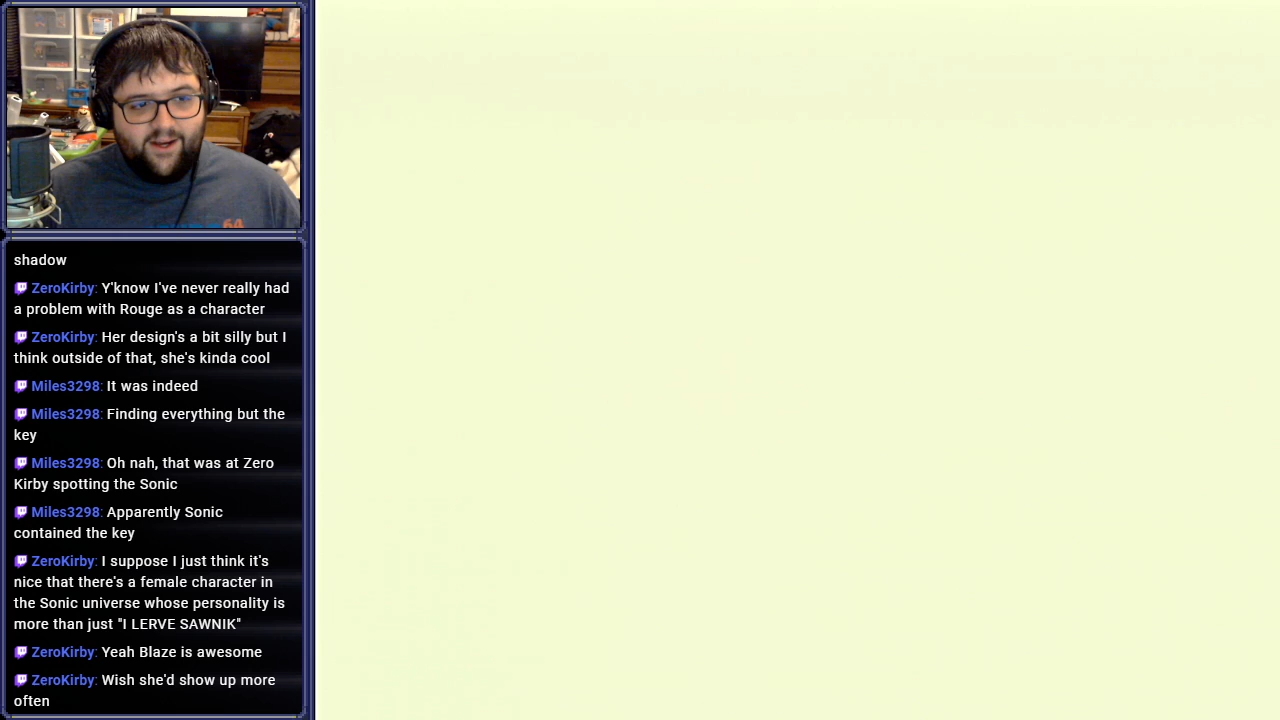 64
shadow
ZeroKirby: Y'know I've never really had
a problem with Rouge as a character
ZeroKirby: Her design's a bit silly but I
think outside of that, she's kinda cool
Miles3298: It was indeed
Miles3298: Finding everything but the
key
Miles3298: Oh nah, that was at Zero
Kirby spotting the Sonic
Miles3298: Apparently Sonic
contained the key
ZeroKirby: I suppose I just think it's
nice that there's a female character in
the Sonic universe whose personality is
more than just "I LERVE SAWNIK"
ZeroKirby: Yeah Blaze is awesome
ZeroKirby: Wish she'd show up more
often